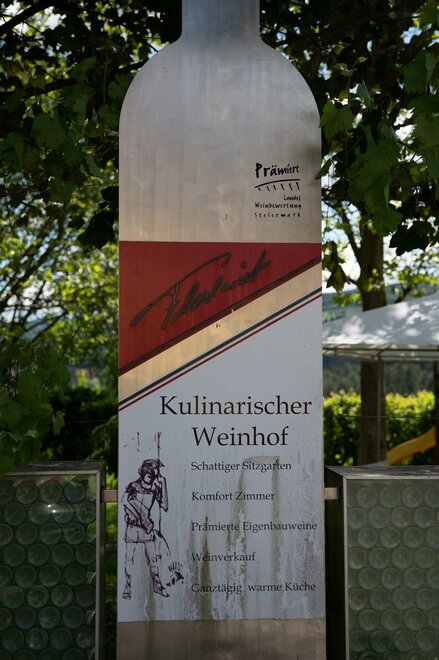 Prämiert
Landes
Weinbewertung
Steiermark
Kulinarischer
Weinhof
Schattiger Sitzgarten
Komfort Zimmer
Prämierte Eigenbauweine
Weinverkauf
Ganztägig, warme Küche